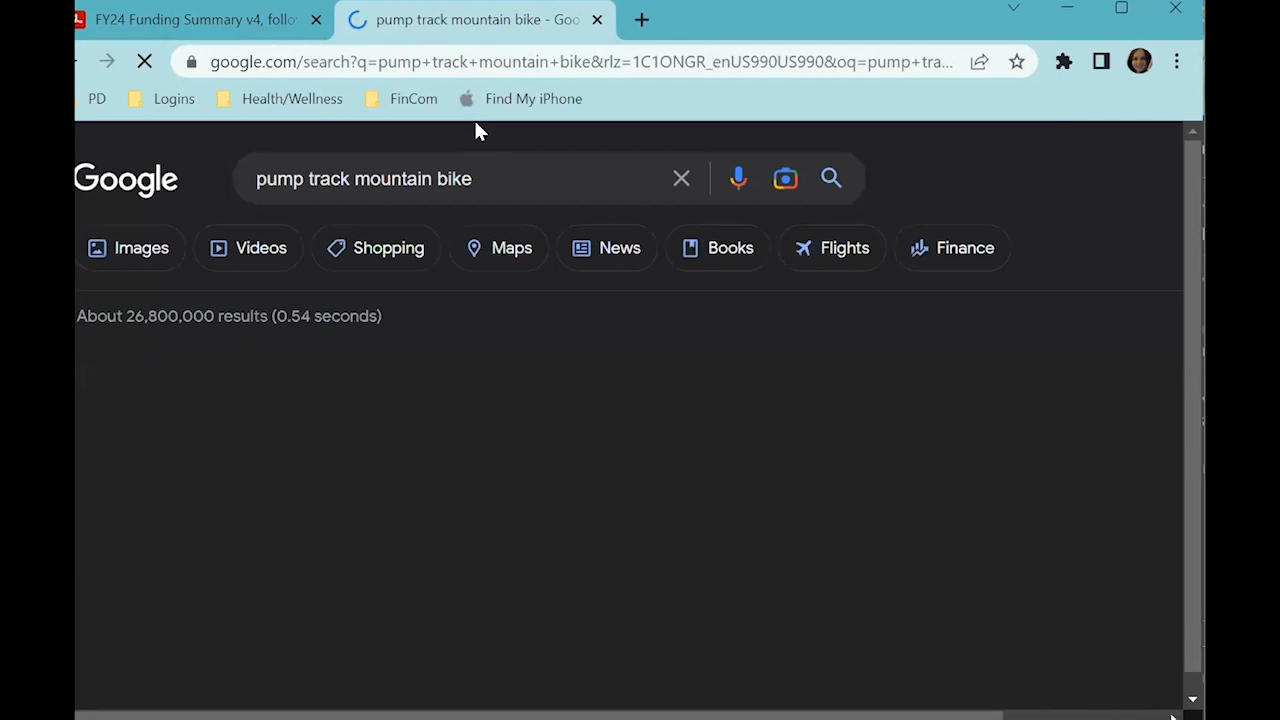 FY24 Funding Summary v4, follo
pump track mountain bike - Goo
google.com/search?q=pump+track+mountain+bike&rlz=1C1ONGR_enUS990US990&oq=pump+tra...
PD Logins Health/Wellness FinCom Find My iPhone
Google pump track mountain bike
Images Videos Shopping Maps News Books Flights Finance
About 26,800,000 results (0.54 seconds)